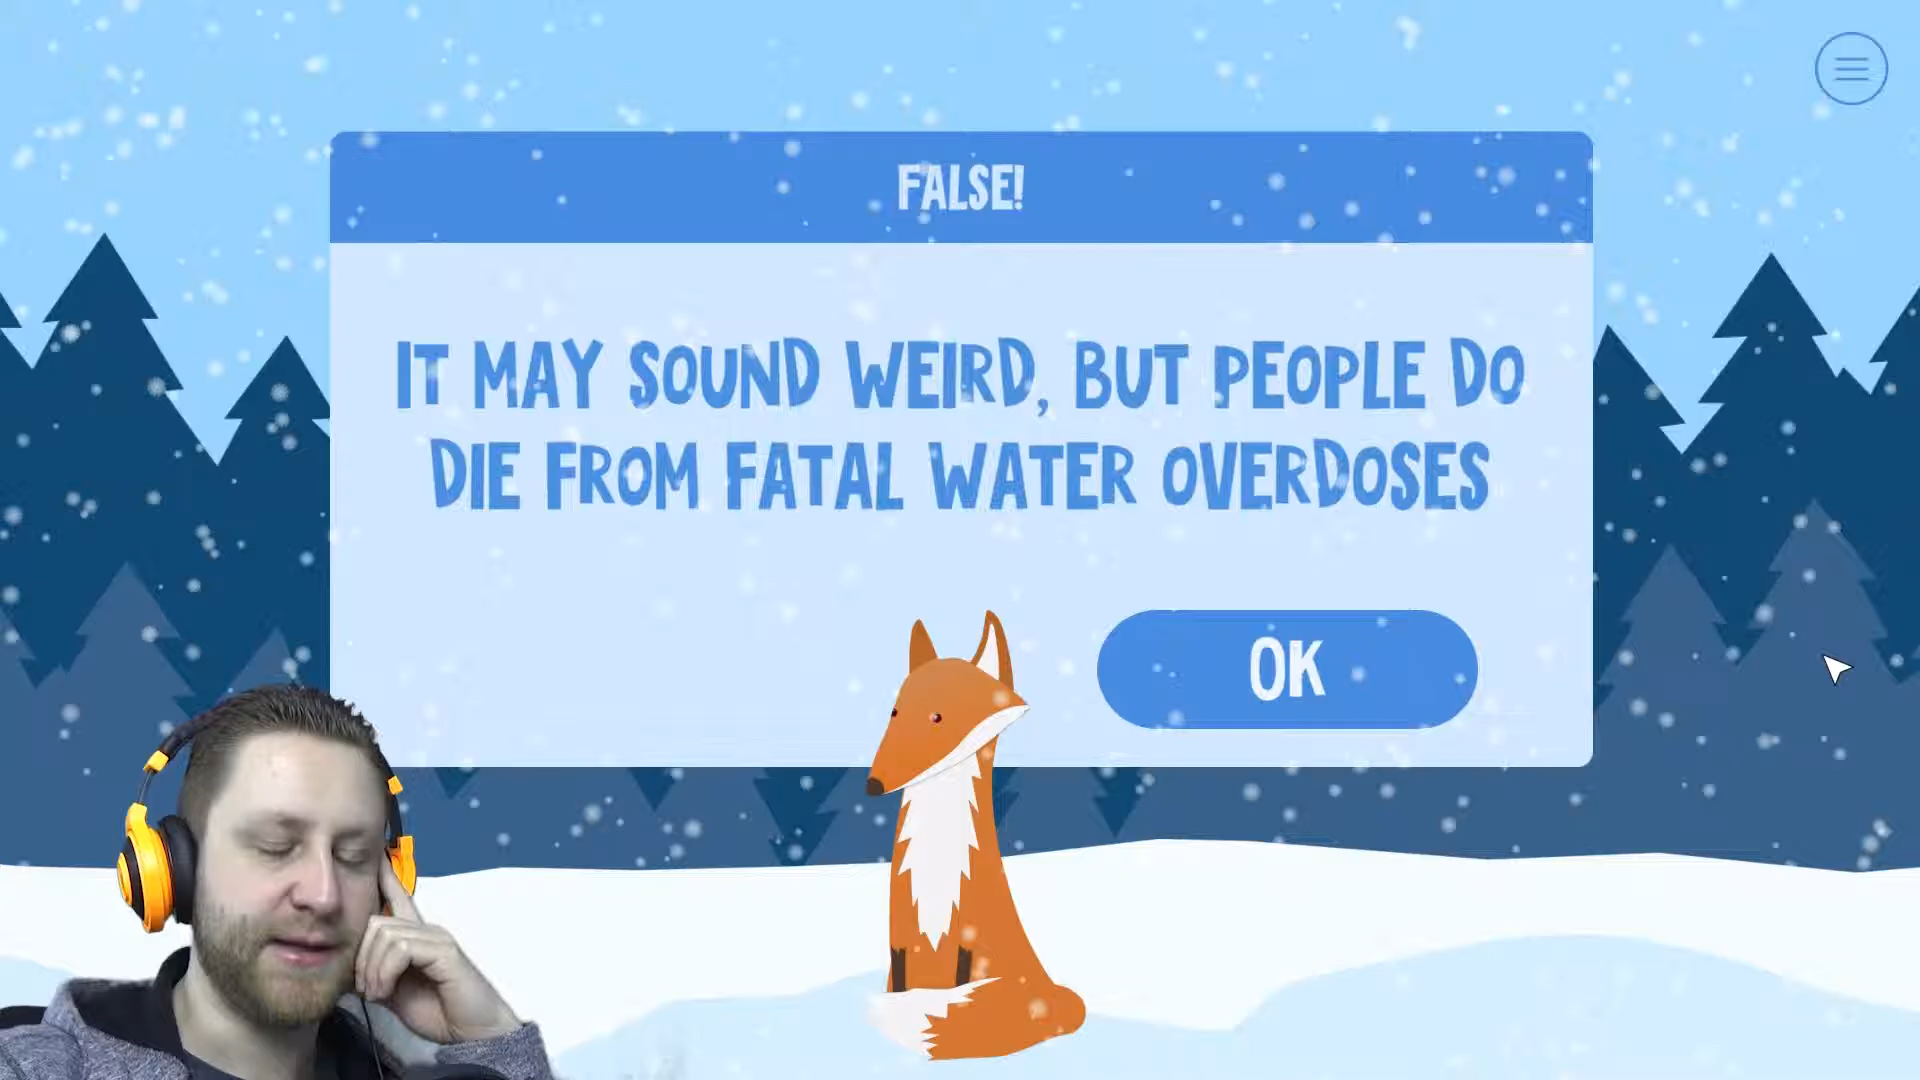 FALSE!
IT MAY SOUND WEIRD, BUT PEOPLE DO
DIE FROM FATAL WATER OVERDOSES
OK